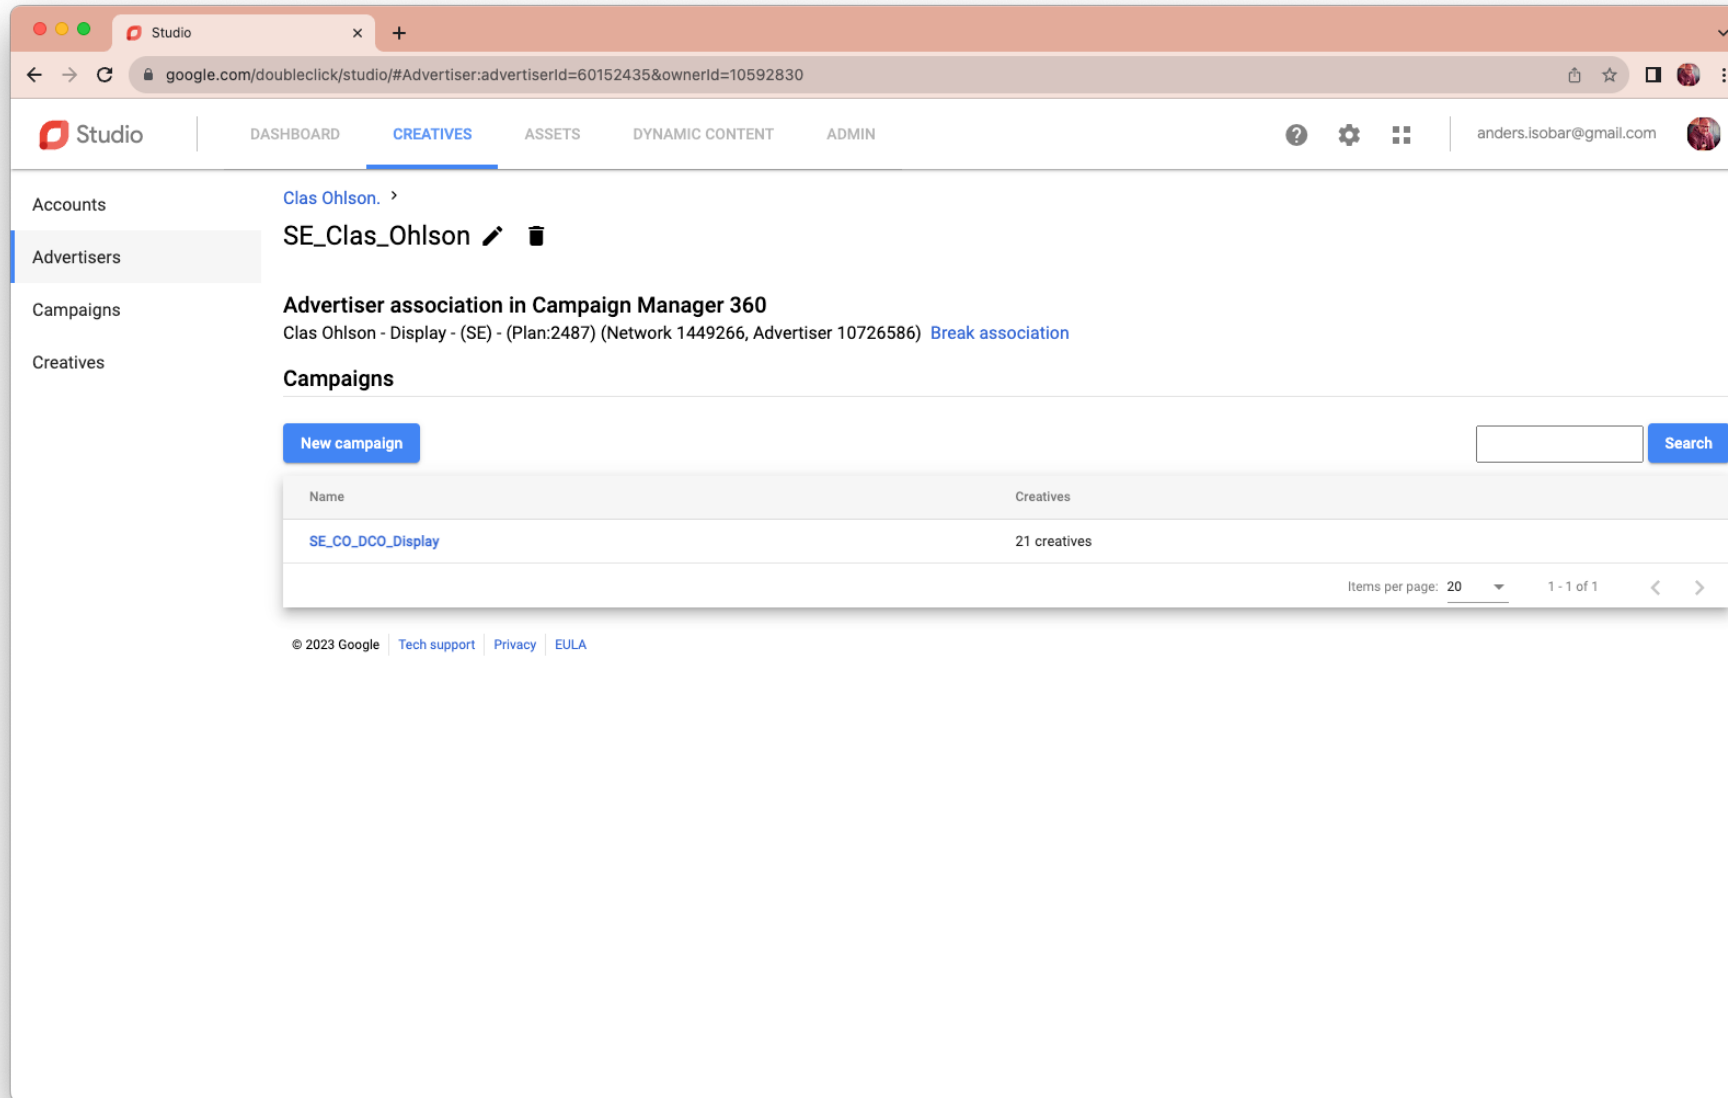 Studio
google.com/doubleclick/studio/#Advertiser:advertiserId=60152435&ownerId=10592830
Studio
DASHBOARD CREATIVES ASSETS DYNAMIC CONTENT ADMIN
anders.isobar@gmail.com
Accounts
Advertisers
Campaigns
Creatives
Clas Ohlson.
SE_Clas_Ohlson
Advertiser association in Campaign Manager 360
Clas Ohlson - Display - (SE) - (Plan:2487) (Network 1449266, Advertiser 10726586) Break association
Campaigns
New campaign
Search
Name Creatives
SE_CO_DCO_Display 21 creatives
Items per page: 20 1 - 1 of 1
© 2023 Google Tech support Privacy EULA